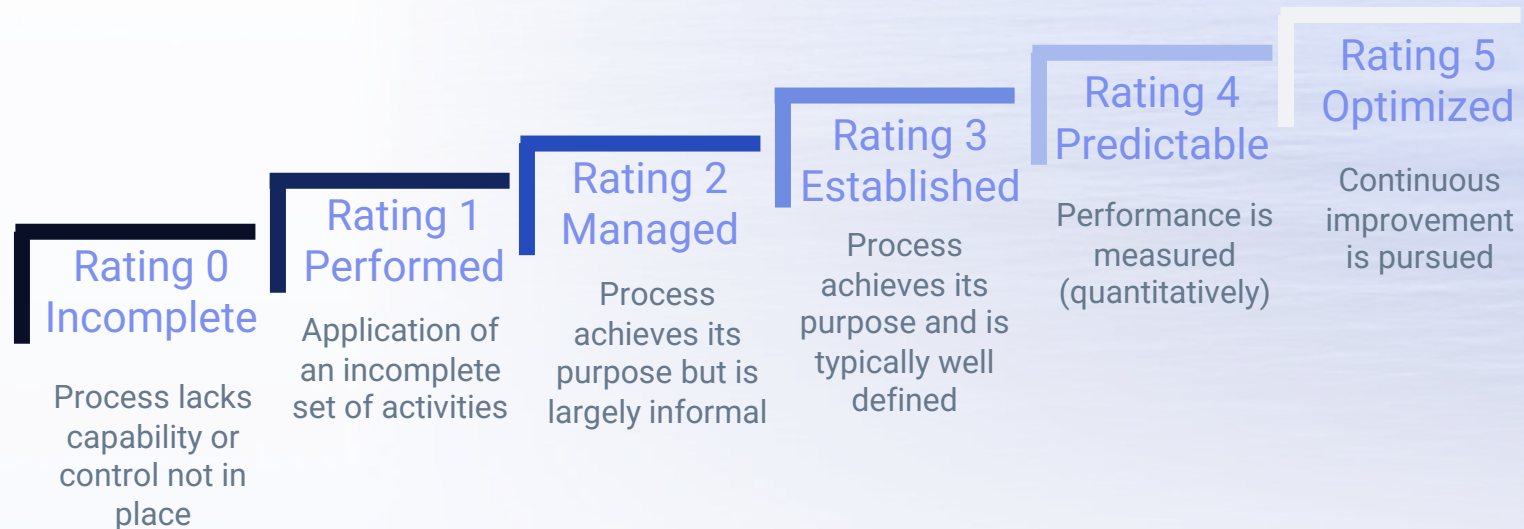 Rating 0
Incomplete
Process lacks
capability or
control not in
place
Rating 1
Performed
Application of
an incomplete
set of activities
Rating 2
Managed
Process
achieves its
purpose but is
largely informal
Rating 3
Established
Process
achieves its
purpose and is
typically well
defined
Rating 4
Predictable
Performance is
measured
(quantitatively)
Rating 5
Optimized
Continuous
improvement
is pursued